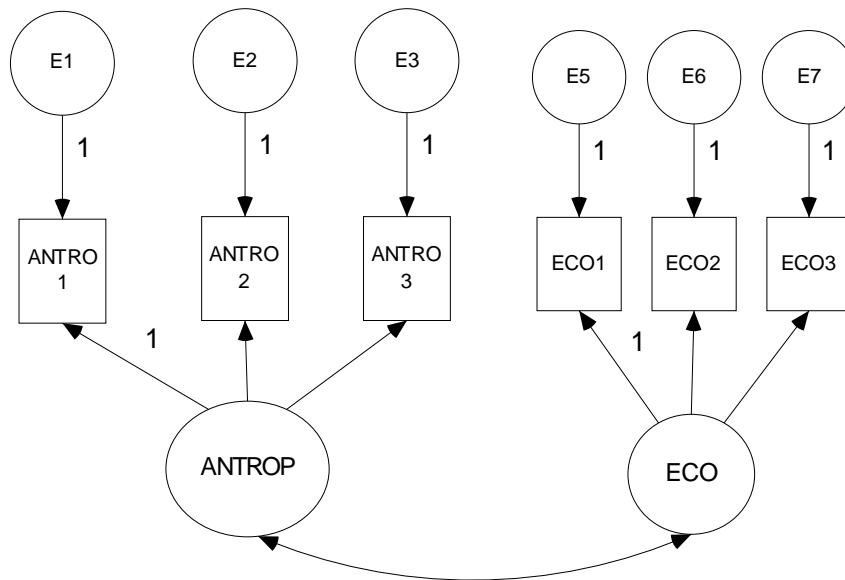 E1
E2
E3
E5
E6
E7
1
1
1
1
1
1
ANTRO
1
ANTRO
2
ANTRO
3
ECO1
ECO2
ECO3
1
1
ANTROP
ECO